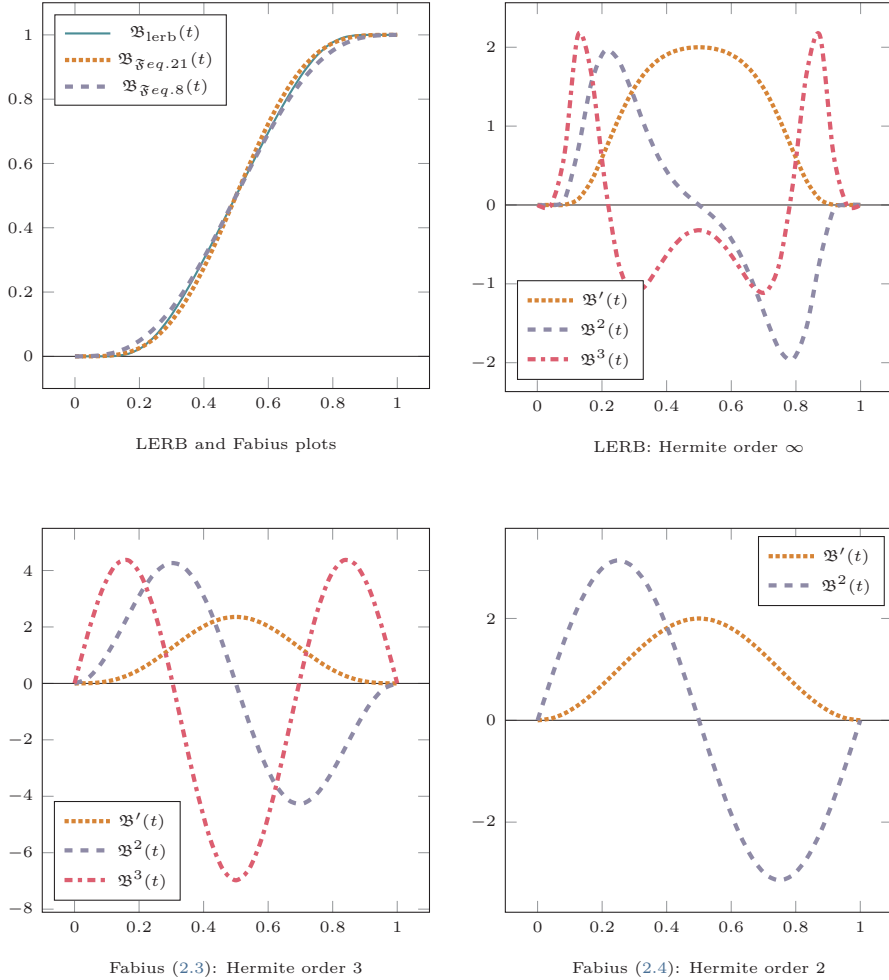 1
0.8
0.6
0.4
0.2
0
0 0.2 0.4 0.6 0.8 1
𝔅lerb(t)
𝔅𝔉eq.21(t)
𝔅𝔉eq.8(t)
LERB and Fabius plots
2
1
0
−1
−2
0 0.2 0.4 0.6 0.8 1
𝔅′(t)
𝔅²(t)
𝔅³(t)
LERB: Hermite order ∞
4
2
0
−2
−4
−6
−8
0 0.2 0.4 0.6 0.8 1
𝔅′(t)
𝔅²(t)
𝔅³(t)
Fabius (2.3): Hermite order 3
2
0
−2
0 0.2 0.4 0.6 0.8 1
𝔅′(t)
𝔅²(t)
Fabius (2.4): Hermite order 2